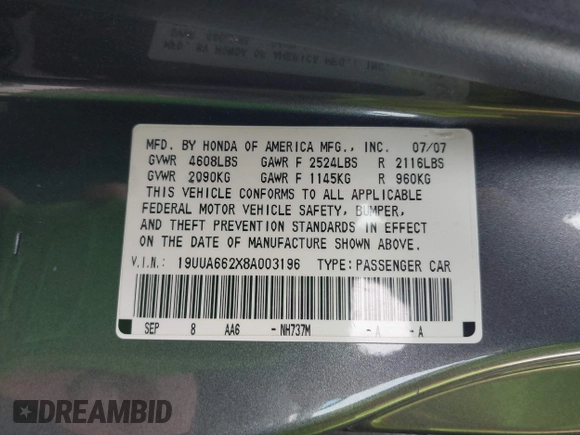 MFD. BY HONDA OF AMERICA MFG., INC. 07/07
GVWR 4608LBS GAWR F 2524LBS R 2116LBS
GVWR 2090KG GAWR F 1145KG R 960KG
THIS VEHICLE CONFORMS TO ALL APPLICABLE
FEDERAL MOTOR VEHICLE SAFETY, BUMPER,
AND THEFT PREVENTION STANDARDS IN EFFECT
ON THE DATE OF MANUFACTURE SHOWN ABOVE.
V.I.N.: 19UUA662X8A003196 TYPE: PASSENGER CAR
SEP 8 AA6 - NH737M - A - A
DREAMBID